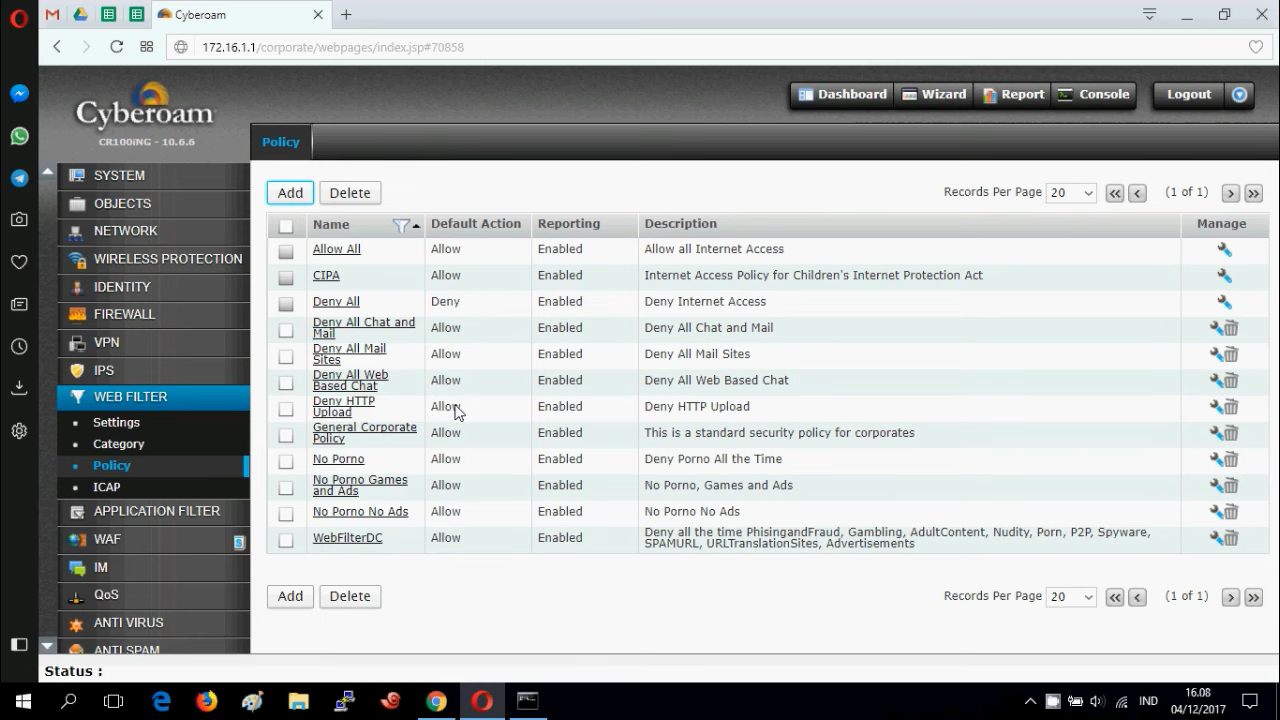 Cyberoam
172.16.1.1/corporate/webpages/index.jsp#70858
Cyberoam
CR100iNG - 10.6.6
Dashboard
Wizard
Report
Console
Logout
Policy
SYSTEM
OBJECTS
NETWORK
WIRELESS PROTECTION
IDENTITY
FIREWALL
VPN
IPS
WEB FILTER
Settings
Category
Policy
ICAP
APPLICATION FILTER
WAF
IM
QoS
ANTI VIRUS
ANTI SPAM
Add Delete
Records Per Page 20 (1 of 1)
Name Default Action Reporting Description Manage
Allow All Allow Enabled Allow all Internet Access
CIPA Allow Enabled Internet Access Policy for Children's Internet Protection Act
Deny All Deny Enabled Deny Internet Access
Deny All Chat and
Mail
Allow Enabled Deny All Chat and Mail
Deny All Mail
Sites
Allow Enabled Deny All Mail Sites
Deny All Web
Based Chat
Allow Enabled Deny All Web Based Chat
Deny HTTP
Upload
Allow Enabled Deny HTTP Upload
General Corporate
Policy
Allow Enabled This is a standard security policy for corporates
No Porno Allow Enabled Deny Porno All the Time
No Porno Games
and Ads
Allow Enabled No Porno, Games and Ads
No Porno No Ads Allow Enabled No Porno No Ads
WebFilterDC Allow Enabled Deny all the time PhisingandFraud, Gambling, AdultContent, Nudity, Porn, P2P, Spyware,
SPAMURL, URLTranslationSites, Advertisements
Add Delete
Records Per Page 20 (1 of 1)
Status :
IND
16.08
04/12/2017